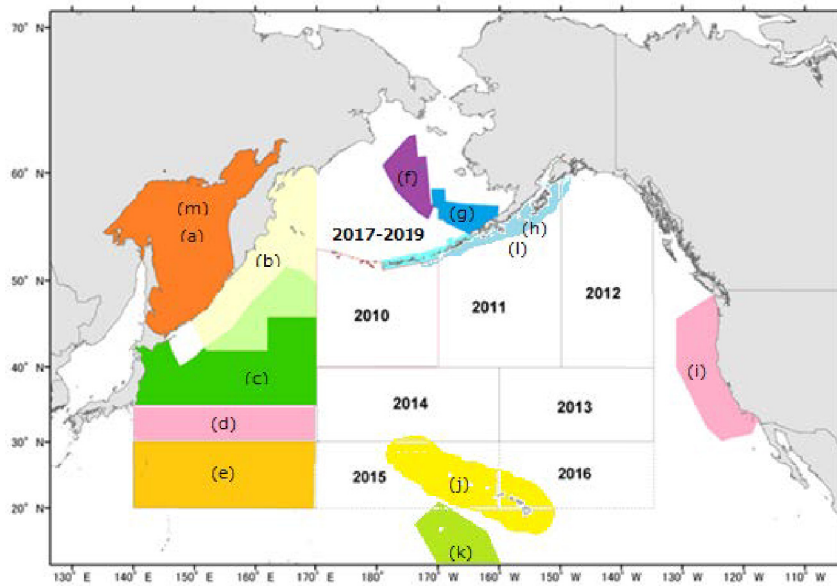 70° N
60° N
50° N
40° N
30° N
20° N
(m)
(a)
(b)
(c)
(d)
(e)
(f)
(g)
(h)
(l)
2017-2019
2010
2011
2012
(i)
2014
2013
2015
2016
(j)
(k)
130° E 140° E 150° E 160° E 170° E 180° 170° W 160° W 150° W 140° W 130° W 120° W 110° W